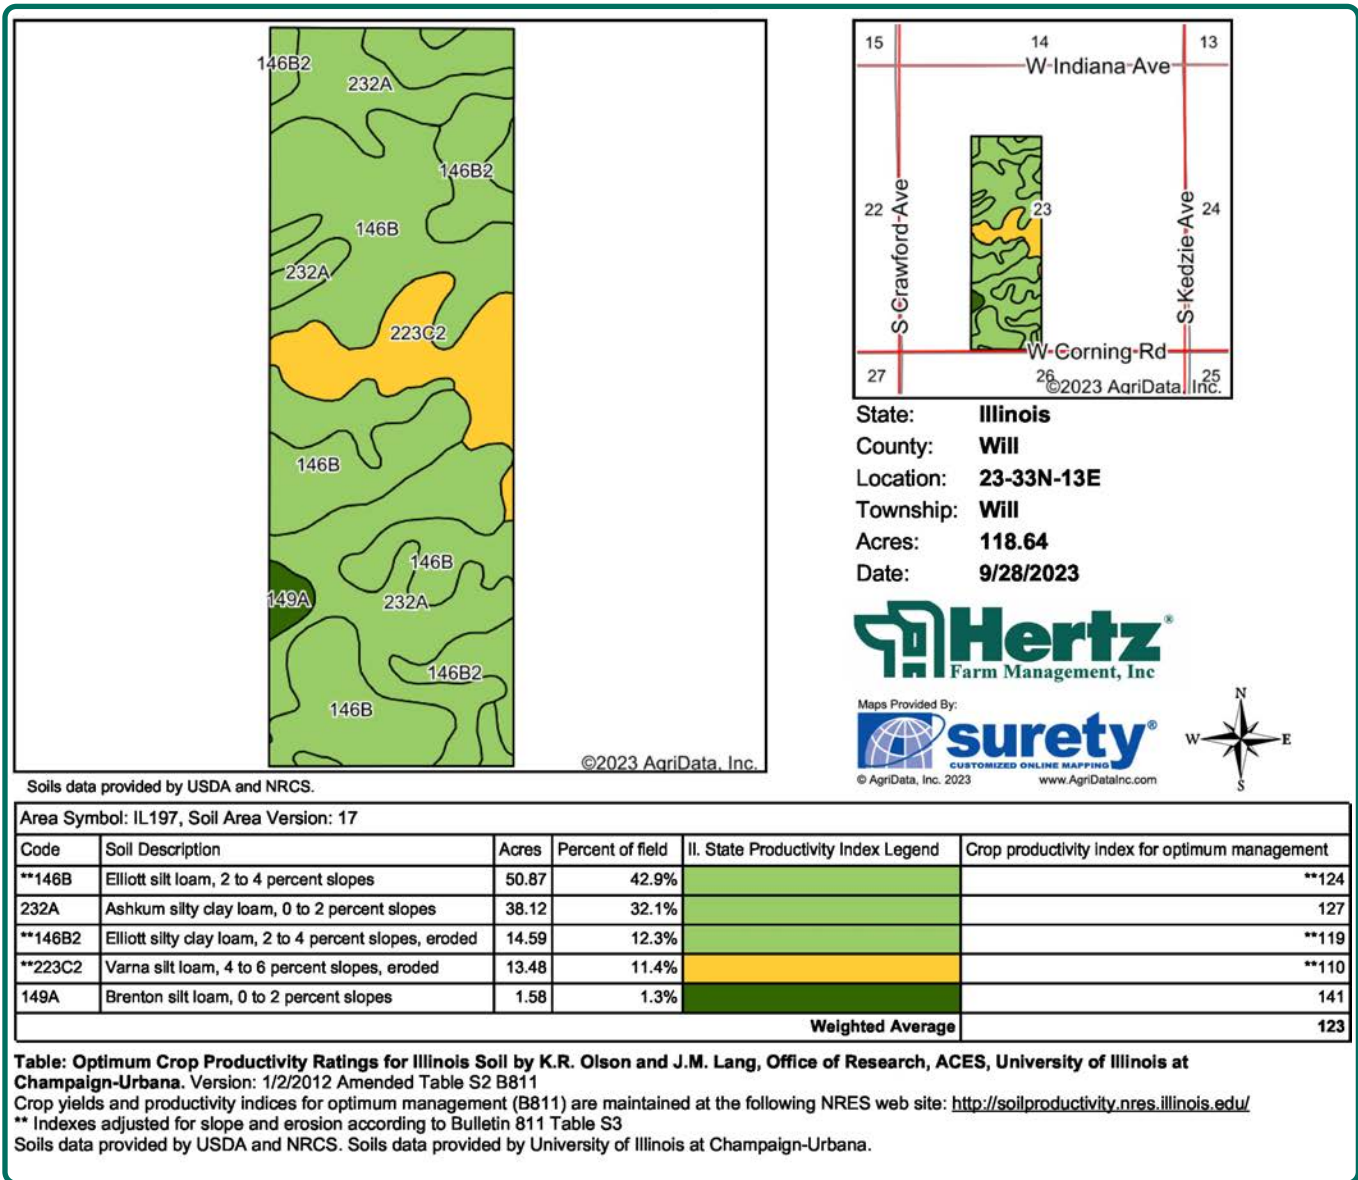 146B2
232A
146B2
146B
232A
223C2
146B
146B
149A
232A
146B2
146B
©2023 AgriData, Inc.
Soils data provided by USDA and NRCS.
15 14 13
W Indiana Ave
S Crawford Ave
22 23 24
S Kedzie Ave
W Corning Rd
27 26 25
©2023 AgriData, Inc.
State: Illinois
County: Will
Location: 23-33N-13E
Township: Will
Acres: 118.64
Date: 9/28/2023
Hertz®
Farm Management, Inc
Maps Provided By:
surety®
CUSTOMIZED ONLINE MAPPING
© AgriData, Inc. 2023 www.AgriDataInc.com
N
W E
S
Area Symbol: IL197, Soil Area Version: 17
Code Soil Description Acres Percent of field II. State Productivity Index Legend Crop productivity index for optimum management
**146B Elliott silt loam, 2 to 4 percent slopes 50.87 42.9% **124
232A Ashkum silty clay loam, 0 to 2 percent slopes 38.12 32.1% 127
**146B2 Elliott silty clay loam, 2 to 4 percent slopes, eroded 14.59 12.3% **119
**223C2 Varna silt loam, 4 to 6 percent slopes, eroded 13.48 11.4% **110
149A Brenton silt loam, 0 to 2 percent slopes 1.58 1.3% 141
Weighted Average 123
Table: Optimum Crop Productivity Ratings for Illinois Soil by K.R. Olson and J.M. Lang, Office of Research, ACES, University of Illinois at
Champaign-Urbana. Version: 1/2/2012 Amended Table S2 B811
Crop yields and productivity indices for optimum management (B811) are maintained at the following NRES web site: http://soilproductivity.nres.illinois.edu/
** Indexes adjusted for slope and erosion according to Bulletin 811 Table S3
Soils data provided by USDA and NRCS. Soils data provided by University of Illinois at Champaign-Urbana.